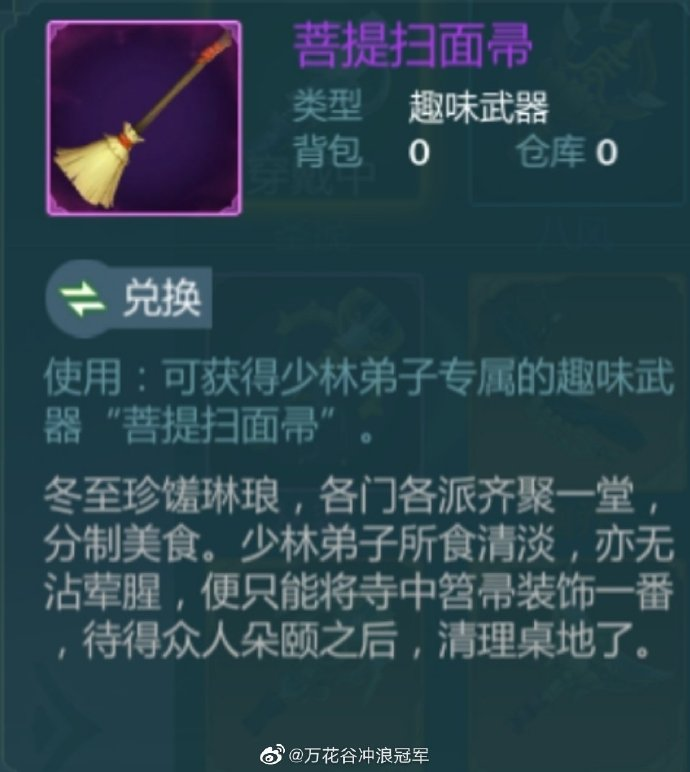 菩提扫面帚
类型 趣味武器
背包 0 仓库 0
穿戴中
八风
兑换
使用：可获得少林弟子专属的趣味武
器“菩提扫面帚”。
冬至珍馐琳琅，各门各派齐聚一堂，
分制美食。少林弟子所食清淡，亦无
沾荤腥，便只能将寺中笤帚装饰一番
，待得众人朵颐之后，清理桌地了。
@万花谷冲浪冠军